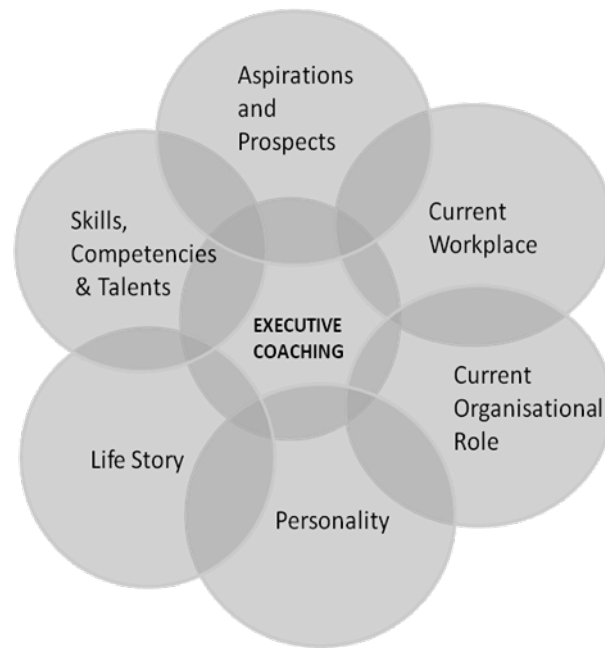 Aspirations
and
Prospects
Skills,
Competencies
& Talents
Current
Workplace
EXECUTIVE
COACHING
Current
Organisational
Role
Life Story
Personality